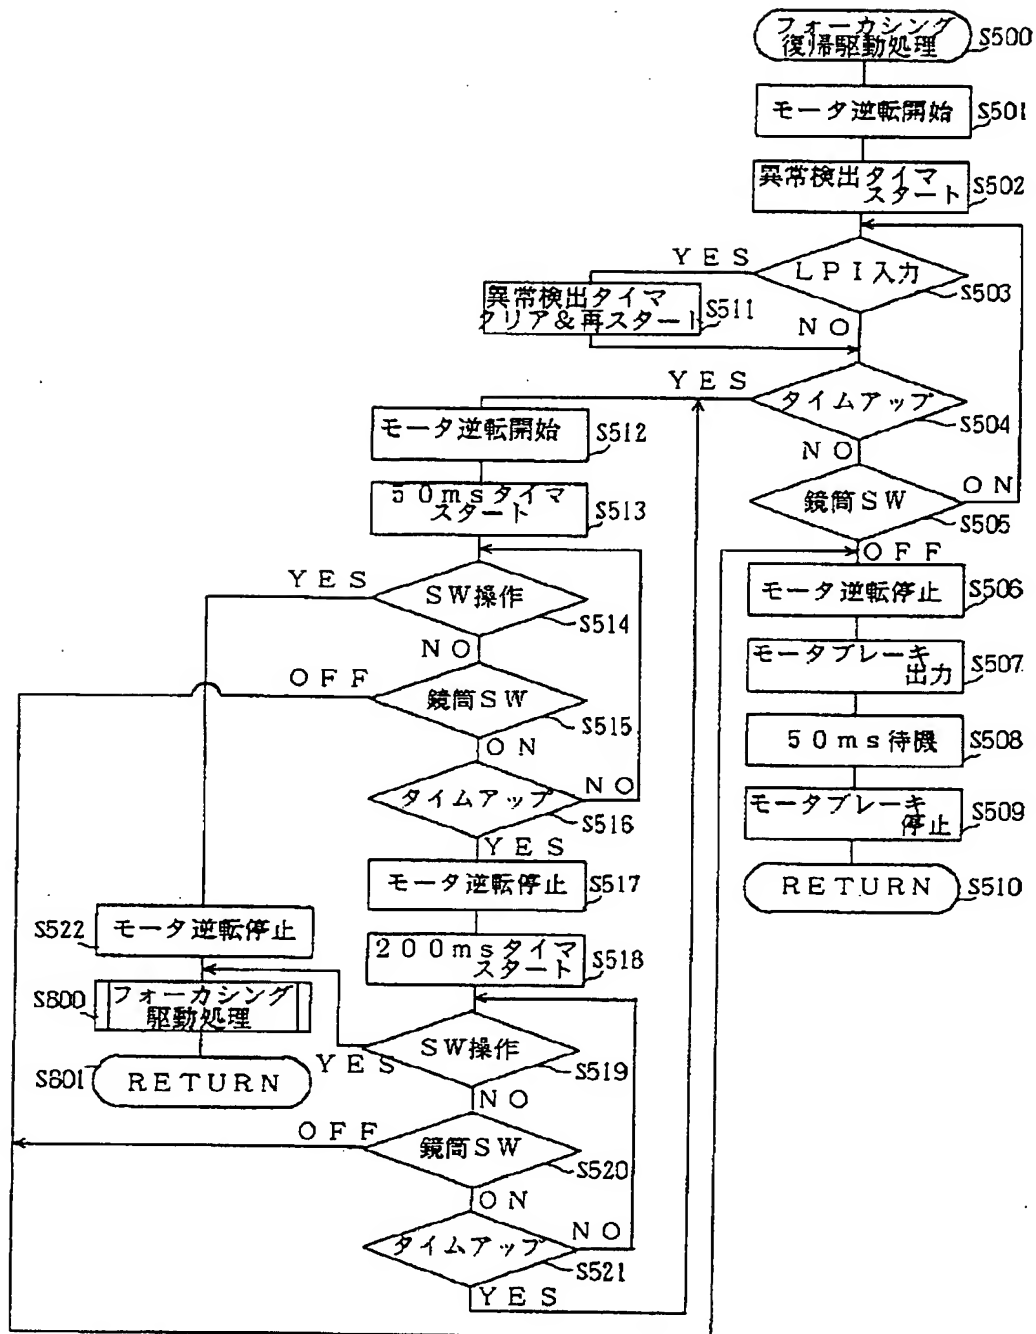 フォーカシング
復帰駆動処理
S500
モータ逆転開始
S501
異常検出タイマ
スタート
S502
YES
LPI入力
S503
異常検出タイマ
クリア&再スタート
S511
NO
YES
タイムアップ
S504
モータ逆転開始
S512
NO
50msタイマ
スタート
S513
鏡筒SW
ON
S505
OFF
YES
SW操作
S514
モータ逆転停止
S506
NO
モータブレーキ
出力
S507
OFF
鏡筒SW
S515
50ms待機
S508
ON
タイムアップ
NO
S516
モータブレーキ
停止
S509
YES
モータ逆転停止
S517
RETURN
S510
S522
モータ逆転停止
200msタイマ
スタート
S518
S600
フォーカシング
駆動処理
SW操作
S519
YES
S601
RETURN
NO
OFF
鏡筒SW
S520
ON
タイムアップ
NO
S521
YES